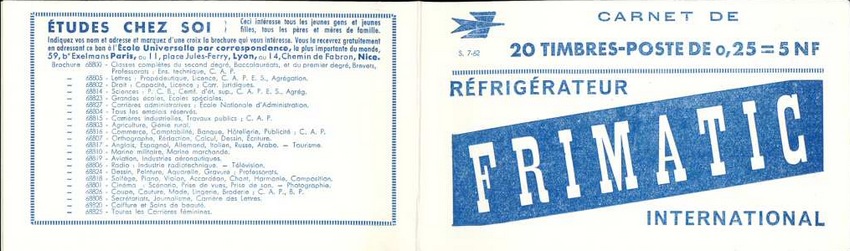 ÉTUDES CHEZ SOI
Ceci intéresse tous les jeunes gens et jeunes
filles, tous les pères et mères de famille.
Indiquez vos nom et adresse et marquez d'une croix la brochure qui vous intéresse. Vous la recevrez gratuitement
en adressant ce bon à l'École Universelle par correspondance, la plus importante du monde,
59, bd Exelmans Paris, ou 11, place Jules-Ferry, Lyon, ou 14, Chemin de Fabron, Nice.
Brochure 68800 - Classes complètes du second degré, Baccalauréats, et du premier degré, Brevets,
Professorats ; Ens. technique, C. A. P.
» 68805 - Lettres ; Propédeutique, Licence, C. A. P. E. S., Agrégation.
» 68802 - Droit ; Capacité, Licence ; Carr. juridiques.
» 68814 - Sciences ; P. C. B., Certif. d'ét. sup., C. A. P. E. S., Agrég.
» 68823 - Grandes écoles, Écoles spéciales.
» 68827 - Carrières administratives ; École Nationale d'Administration.
» 68804 - Tous les emplois réservés.
» 68815 - Carrières industrielles, Travaux publics ; C. A. P.
» 68803 - Agriculture, Génie rural.
» 68816 - Commerce, Comptabilité, Banque, Hôtellerie, Publicité ; C. A. P.
» 68807 - Orthographe, Rédaction, Calcul, Dessin, Écriture.
» 68817 - Anglais, Espagnol, Allemand, Italien, Russe, Arabe. — Tourisme.
» 68810 - Marine militaire, Marine marchande.
» 68819 - Aviation, Industries aéronautiques.
» 68806 - Radio ; Industrie radiotechnique. — Télévision.
» 68824 - Dessin, Peinture, Aquarelle, Gravure ; Professorats.
» 68818 - Solfège, Piano, Violon, Accordéon, Chant, Harmonie, Composition.
» 68801 - Cinéma : Scénario, Prise de vues, Prise de son. — Photographie.
» 68826 - Coupe, Couture, Mode, Lingerie, Broderie ; C. A. P., B. P.
» 68808 - Secrétariats, Journalisme, Carrière des Lettres.
» 68820 - Coiffure et Soins de beauté.
» 68825 - Toutes les Carrières féminines.
CARNET DE
S. 7-62
20 TIMBRES-POSTE DE 0,25 = 5 NF
RÉFRIGÉRATEUR
FRIMATIC
INTERNATIONAL